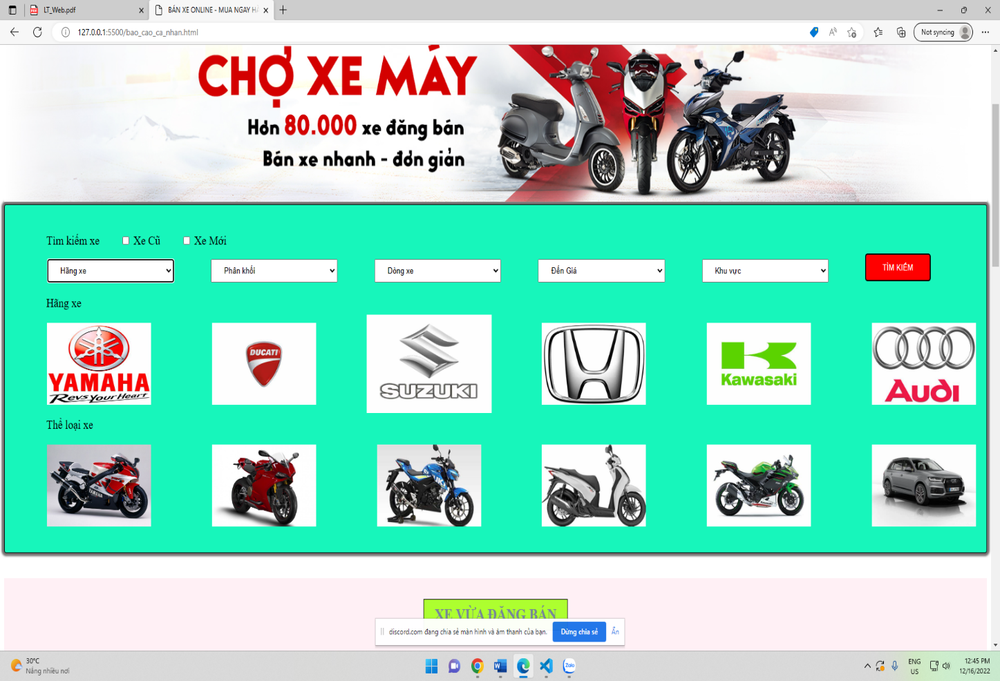 LT_Web.pdf
BÁN XE ONLINE - MUA NGAY H
127.0.0.1:5500/bao_cao_ca_nhan.html
Not syncing
CHỢ XE MÁY
Hơn 80.000 xe đăng bán
Bán xe nhanh - đơn giản
Tìm kiếm xe Xe Cũ Xe Mới
Hãng xe Phân khối Dòng xe Đến Giá Khu vực TÌM KIẾM
Hãng xe
YAMAHA
Revs Your Heart
DUCATI
SUZUKI
Kawasaki
Audi
Thể loại xe
XE VỪA ĐĂNG BÁN
discord.com đang chia sẻ màn hình và âm thanh của bạn. Dừng chia sẻ Ẩn
30°C
Nắng nhiều nơi
Zalo
ENG
US
12:45 PM
12/16/2022